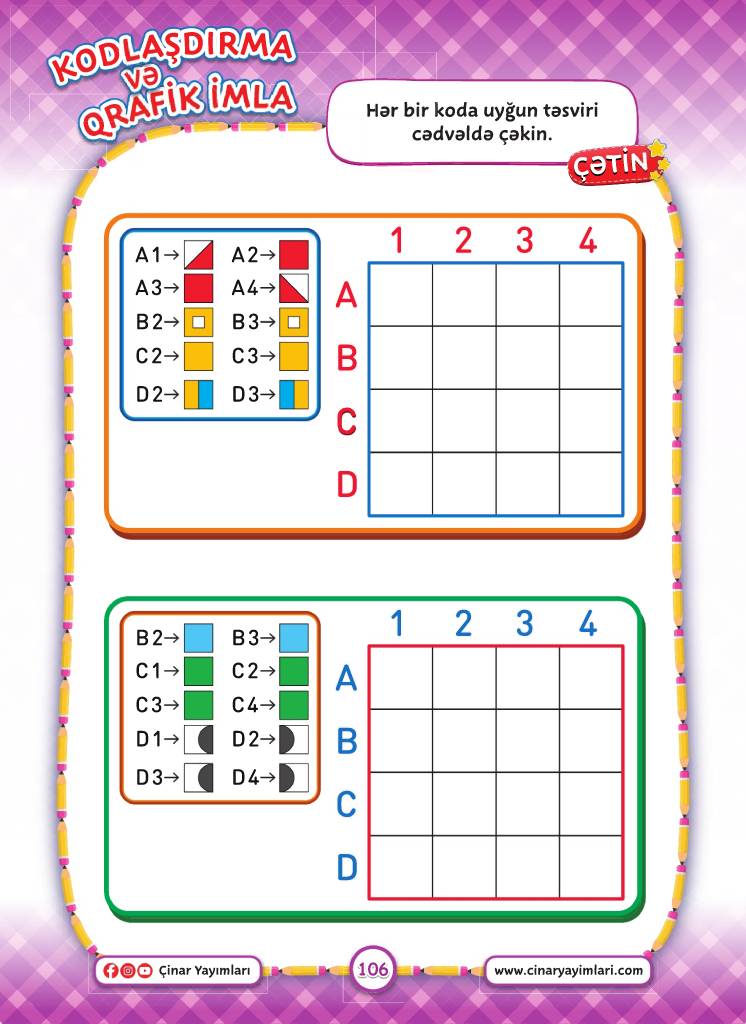 KODLAŞDIRMA
VƏ
QRAFİK İMLA
Hər bir koda uyğun təsviri
cədvəldə çəkin.
ÇƏTİN
A1→ A2→
A3→ A4→
B2→ B3→
C2→ C3→
D2→ D3→
1 2 3 4
A
B
C
D
B2→ B3→
C1→ C2→
C3→ C4→
D1→ D2→
D3→ D4→
1 2 3 4
A
B
C
D
Çinar Yayımları
106
www.cinaryayimlari.com